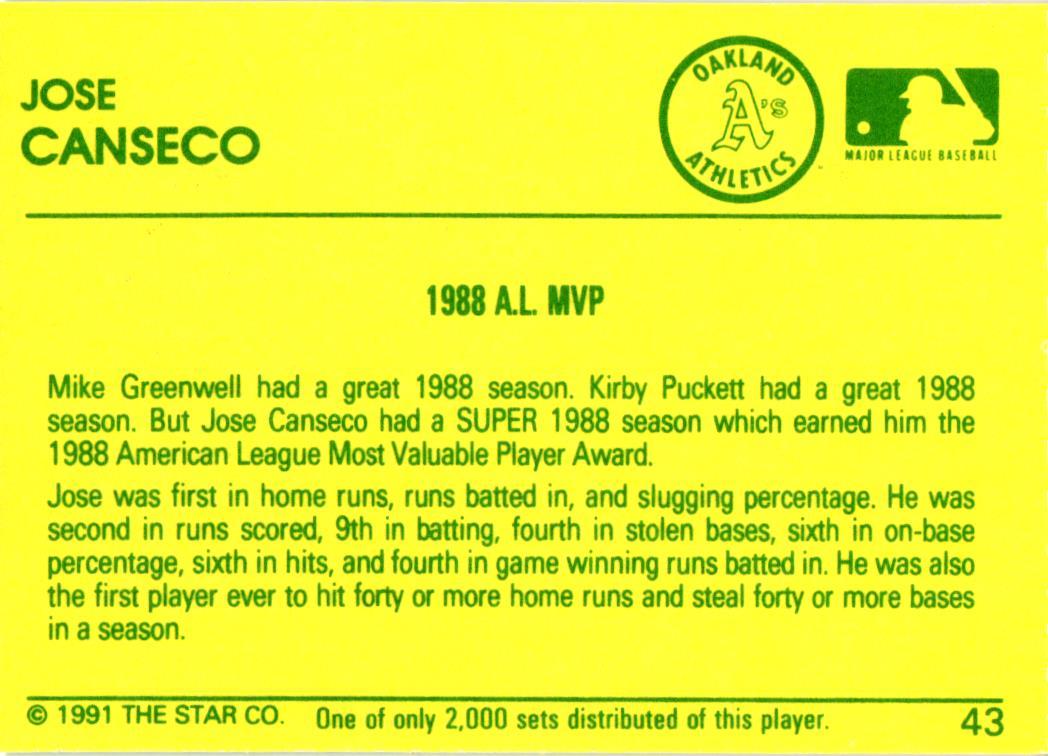 JOSE
CANSECO
OAKLAND
A's
ATHLETICS
MAJOR LEAGUE BASEBALL
1988 A.L. MVP
Mike Greenwell had a great 1988 season. Kirby Puckett had a great 1988
season. But Jose Canseco had a SUPER 1988 season which earned him the
1988 American League Most Valuable Player Award.
Jose was first in home runs, runs batted in, and slugging percentage. He was
second in runs scored, 9th in batting, fourth in stolen bases, sixth in on-base
percentage, sixth in hits, and fourth in game winning runs batted in. He was also
the first player ever to hit forty or more home runs and steal forty or more bases
in a season.
© 1991 THE STAR CO. One of only 2,000 sets distributed of this player. 43